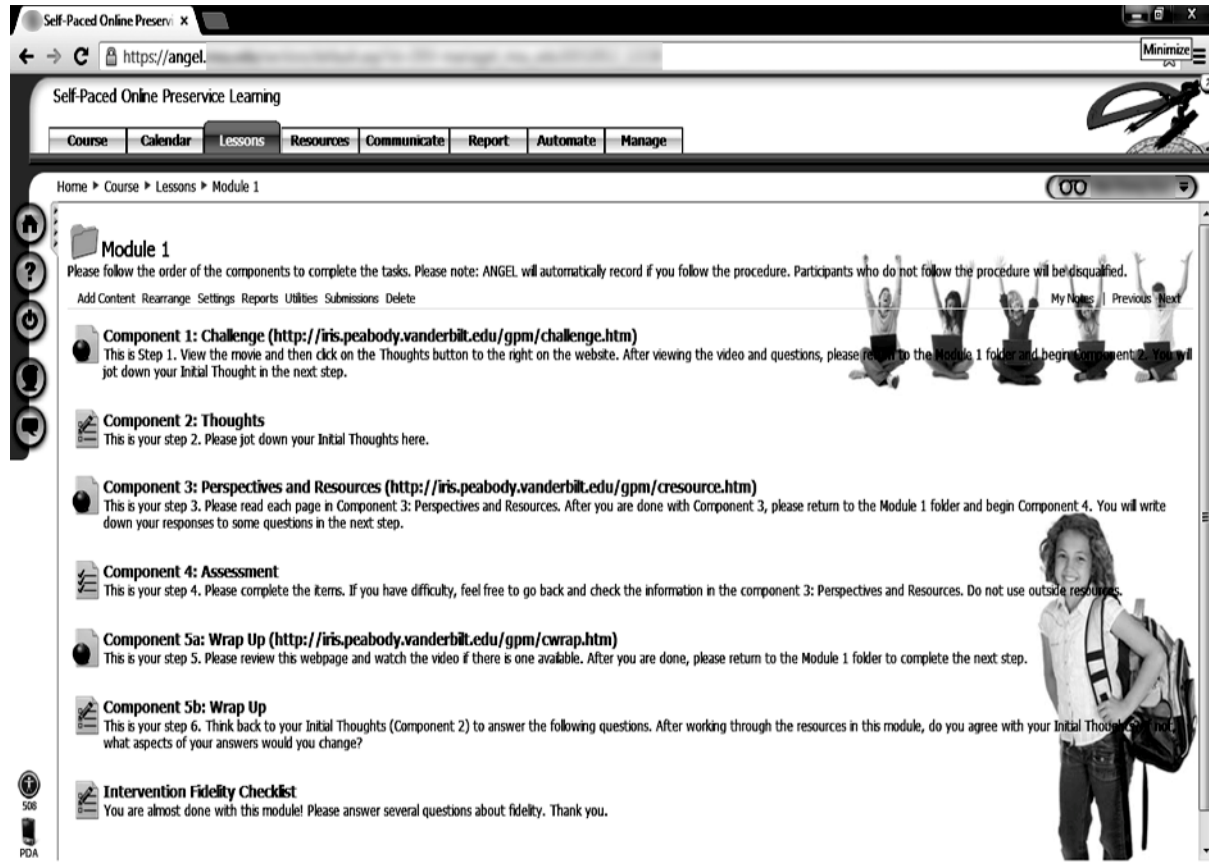 Self-Paced Online Preservi
https://angel.
Minimize
Self-Paced Online Preservice Learning
Course Calendar Lessons Resources Communicate Report Automate Manage
Home ▸ Course ▸ Lessons ▸ Module 1
Module 1
Please follow the order of the components to complete the tasks. Please note: ANGEL will automatically record if you follow the procedure. Participants who do not follow the procedure will be disqualified.
Add Content Rearrange Settings Reports Utilities Submissions Delete My Notes | Previous Next
Component 1: Challenge (http://iris.peabody.vanderbilt.edu/gpm/challenge.htm)
This is Step 1. View the movie and then click on the Thoughts button to the right on the website. After viewing the video and questions, please return to the Module 1 folder and begin Component 2. You will
jot down your Initial Thought in the next step.
Component 2: Thoughts
This is your step 2. Please jot down your Initial Thoughts here.
Component 3: Perspectives and Resources (http://iris.peabody.vanderbilt.edu/gpm/cresource.htm)
This is your step 3. Please read each page in Component 3: Perspectives and Resources. After you are done with Component 3, please return to the Module 1 folder and begin Component 4. You will write
down your responses to some questions in the next step.
Component 4: Assessment
This is your step 4. Please complete the items. If you have difficulty, feel free to go back and check the information in the component 3: Perspectives and Resources. Do not use outside resources.
Component 5a: Wrap Up (http://iris.peabody.vanderbilt.edu/gpm/cwrap.htm)
This is your step 5. Please review this webpage and watch the video if there is one available. After you are done, please return to the Module 1 folder to complete the next step.
Component 5b: Wrap Up
This is your step 6. Think back to your Initial Thoughts (Component 2) to answer the following questions. After working through the resources in this module, do you agree with your Initial Thoughts? If not,
what aspects of your answers would you change?
Intervention Fidelity Checklist
You are almost done with this module! Please answer several questions about fidelity. Thank you.
508
PDA